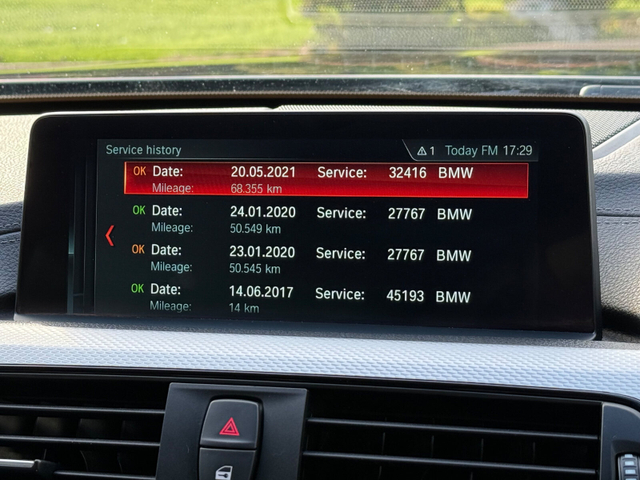 Service history 1 Today FM 17:29
OK Date: 20.05.2021 Service: 32416 BMW
Mileage: 68.355 km
OK Date: 24.01.2020 Service: 27767 BMW
Mileage: 50.549 km
OK Date: 23.01.2020 Service: 27767 BMW
Mileage: 50.545 km
OK Date: 14.06.2017 Service: 45193 BMW
Mileage: 14 km